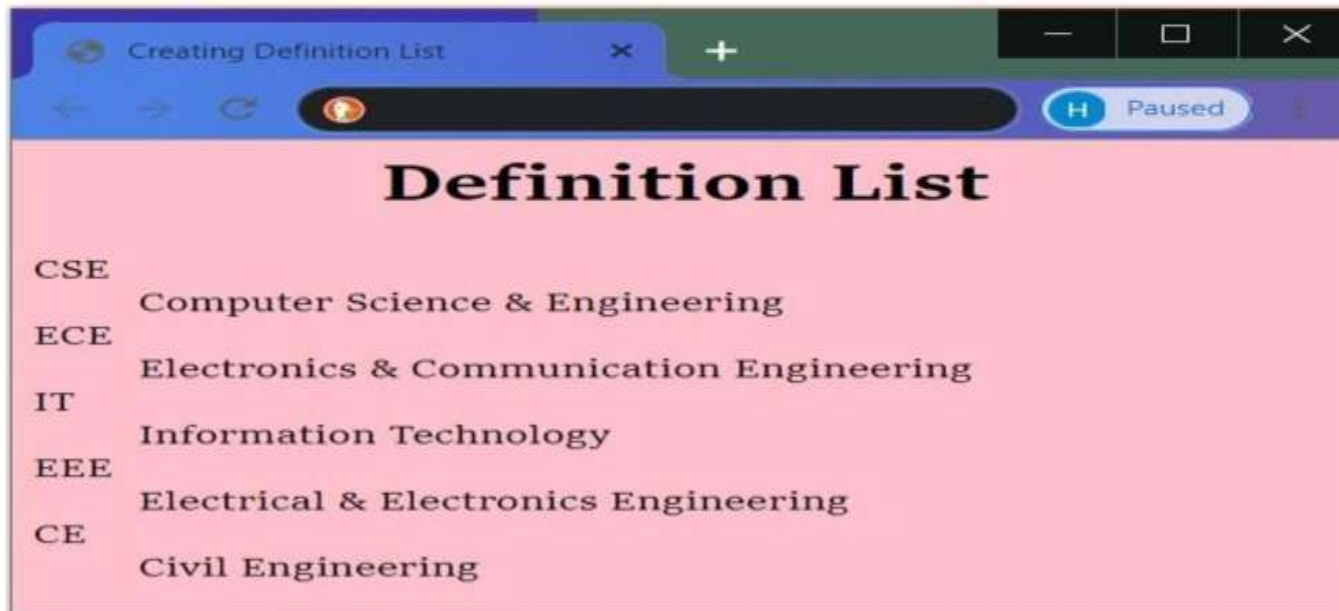 Creating Definition List
H Paused
Definition List
CSE
Computer Science & Engineering
ECE
Electronics & Communication Engineering
IT
Information Technology
EEE
Electrical & Electronics Engineering
CE
Civil Engineering